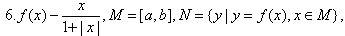 6. f(x) − x/(1+|x|), M = [a, b], N = {y | y = f(x), x ∈ M},